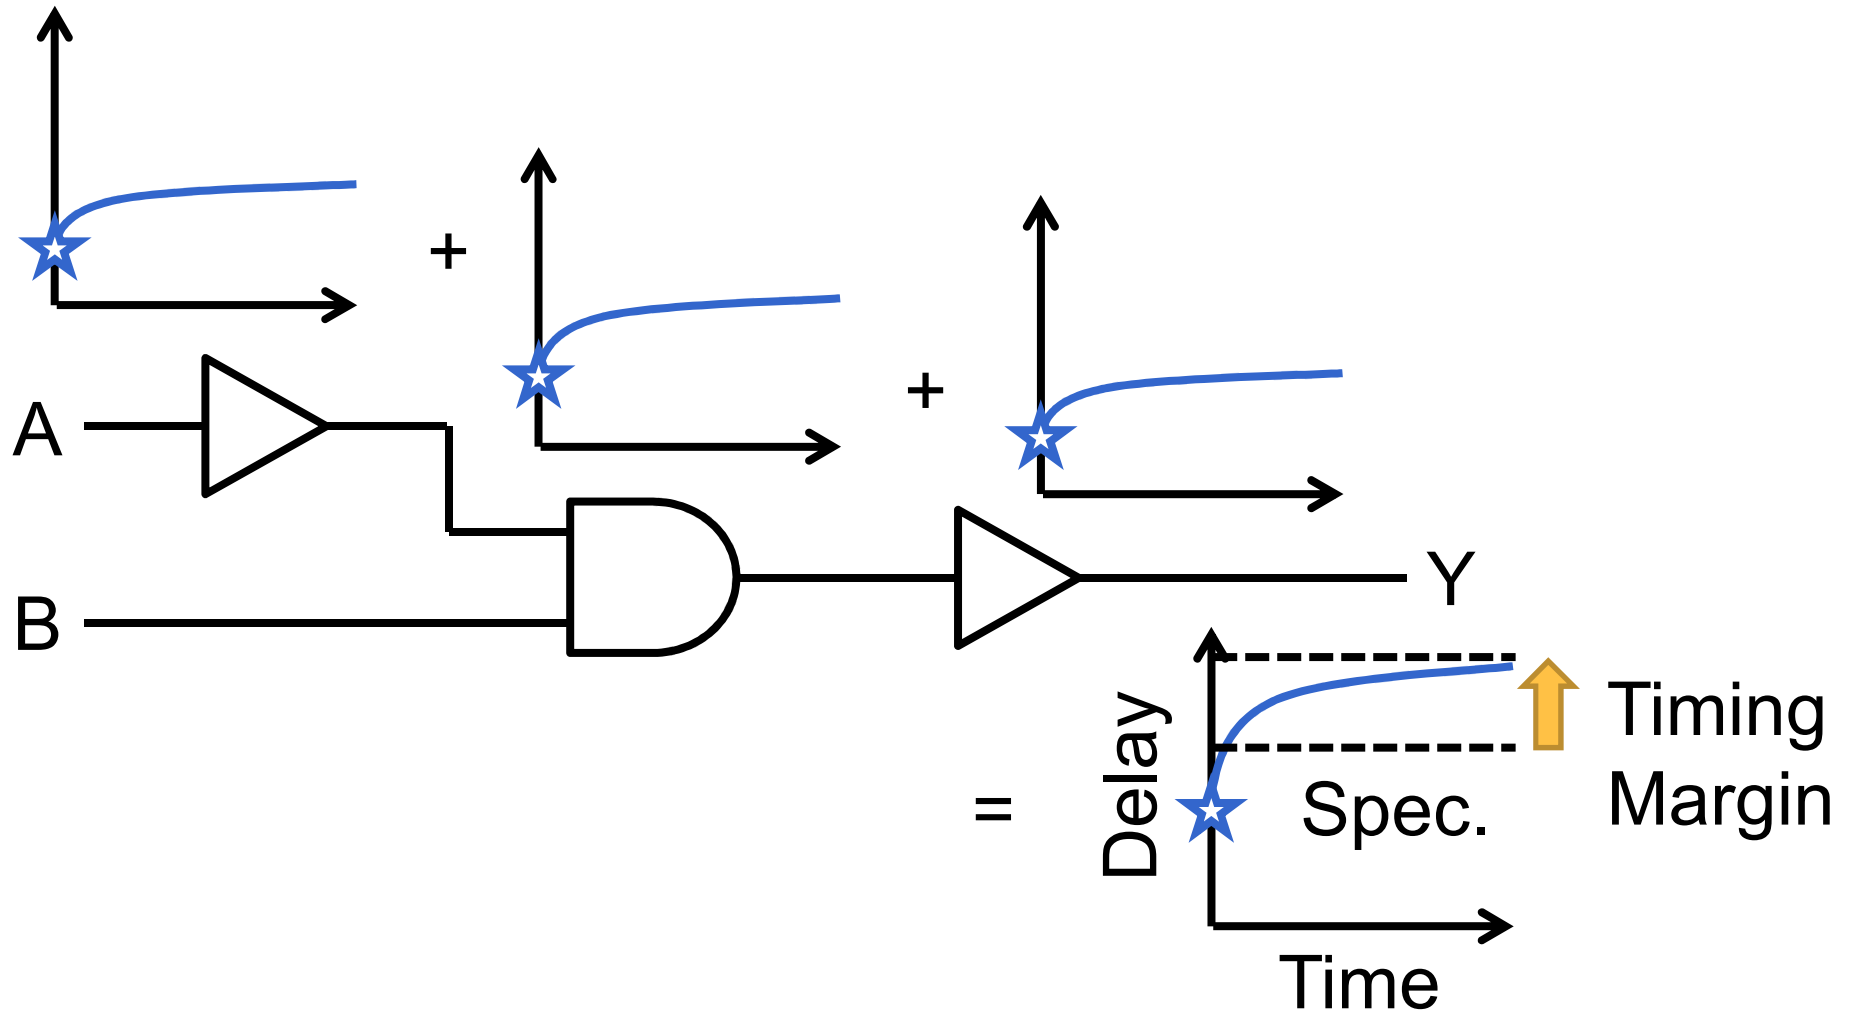 +
+
A
B
Y
=
Delay
Spec.
Timing
Margin
Time